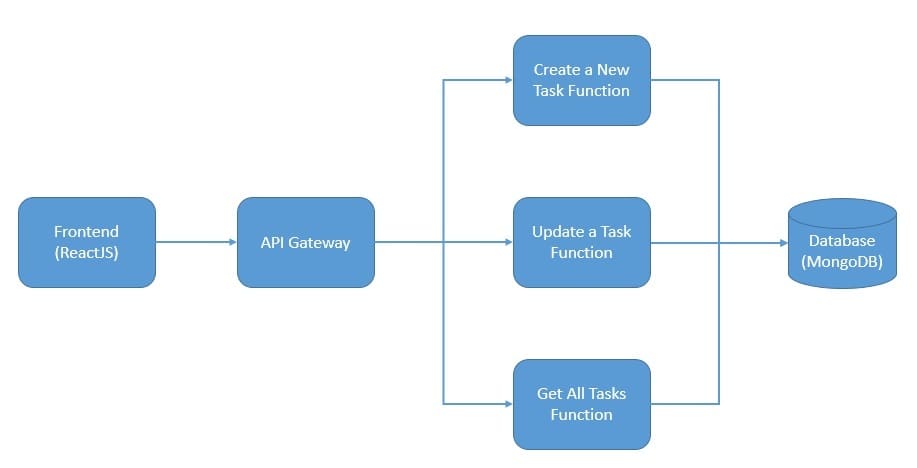 Create a New
Task Function
Frontend
(ReactJS)
API Gateway
Update a Task
Function
Database
(MongoDB)
Get All Tasks
Function